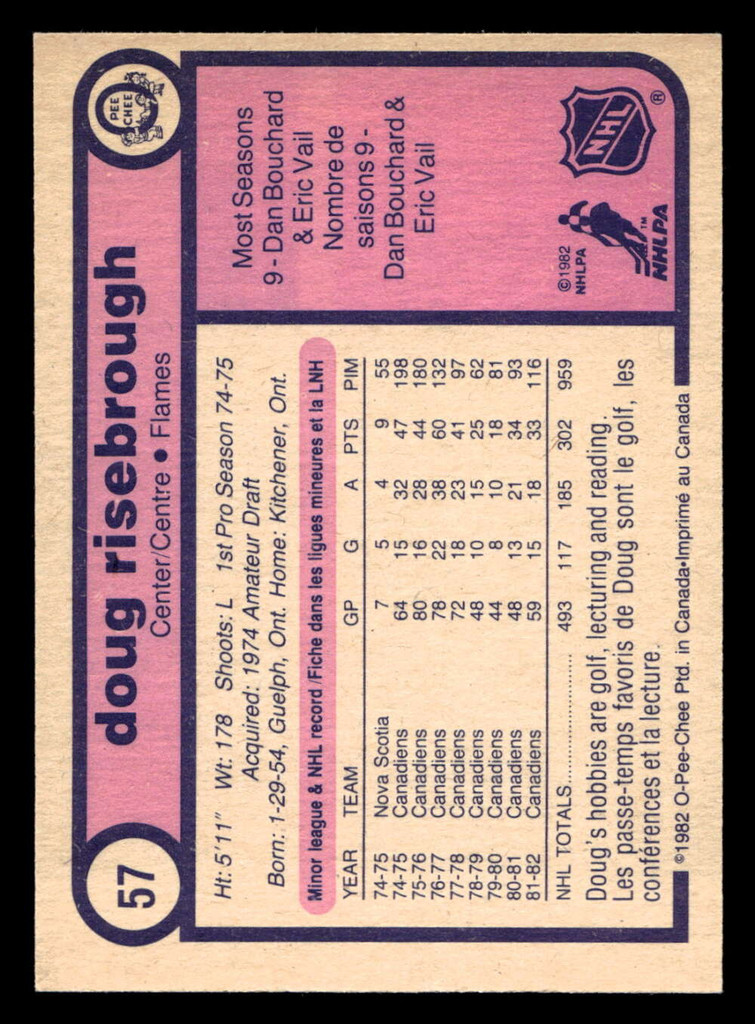 57
doug risebrough
Center/Centre • Flames
O
PEE
CHEE
Ht: 5'11" Wt: 178 Shoots: L 1st Pro Season 74-75
Acquired: 1974 Amateur Draft
Born: 1-29-54, Guelph, Ont. Home: Kitchener, Ont.
Minor league & NHL record/Fiche dans les ligues mineures et la LNH
YEAR TEAM GP G A PTS PIM
74-75 Nova Scotia 7 5 4 9 55
74-75 Canadiens 64 15 32 47 198
75-76 Canadiens 80 16 28 44 180
76-77 Canadiens 78 22 38 60 132
77-78 Canadiens 72 18 23 41 97
78-79 Canadiens 48 10 15 25 62
79-80 Canadiens 44 8 10 18 81
80-81 Canadiens 48 13 21 34 93
81-82 Canadiens 59 15 18 33 116
NHL TOTALS.................... 493 117 185 302 959
Doug's hobbies are golf, lecturing and reading.
Les passe-temps favoris de Doug sont le golf, les
conférences et la lecture.
©1982 O-Pee-Chee Ptd. in Canada•Imprimé au Canada
Most Seasons
9 - Dan Bouchard
& Eric Vail
Nombre de
saisons 9 -
Dan Bouchard &
Eric Vail
©1982
NHLPA
TM
NHLPA
NHL
®